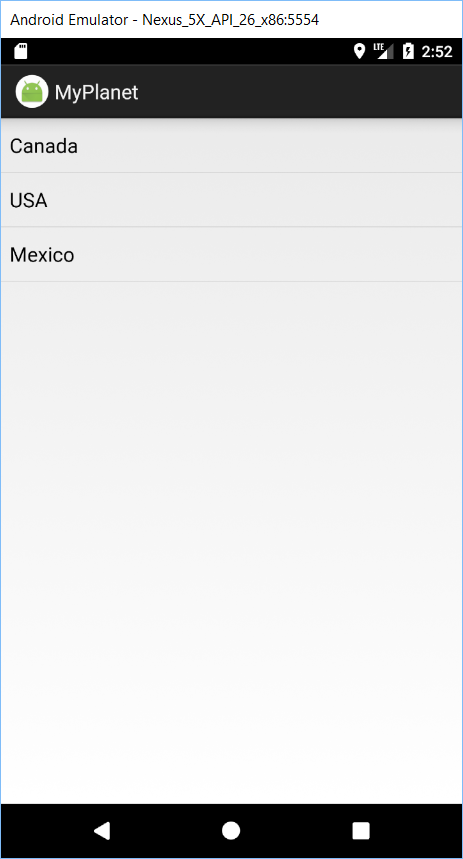 Android Emulator - Nexus_5X_API_26_x86:5554
LTE 2:52
MyPlanet
Canada
USA
Mexico